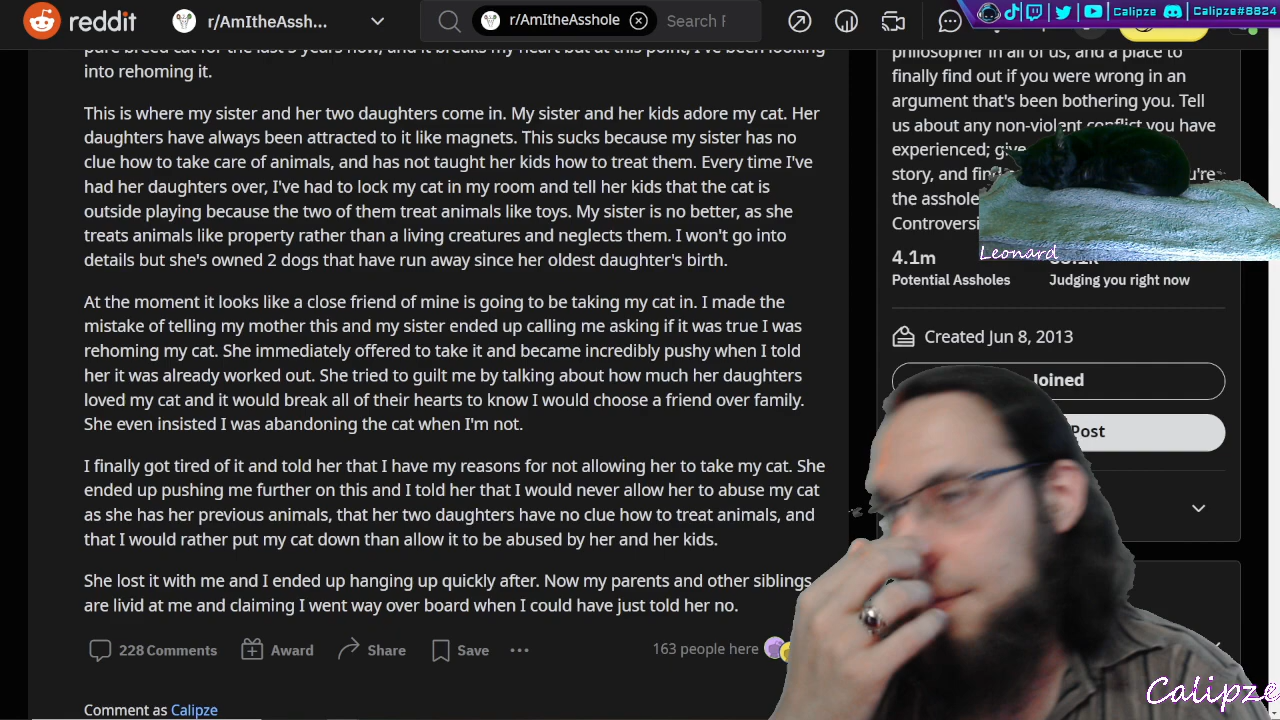 reddit
r/AmItheAssh...
r/AmItheAsshole
Search
Calipze
Calipze#8824
pure breed cat for the last 5 years now, and it breaks my heart but at this point, I've been looking
into rehoming it.
This is where my sister and her two daughters come in. My sister and her kids adore my cat. Her
daughters have always been attracted to it like magnets. This sucks because my sister has no
clue how to take care of animals, and has not taught her kids how to treat them. Every time I've
had her daughters over, I've had to lock my cat in my room and tell her kids that the cat is
outside playing because the two of them treat animals like toys. My sister is no better, as she
treats animals like property rather than a living creatures and neglects them. I won't go into
details but she's owned 2 dogs that have run away since her oldest daughter's birth.
At the moment it looks like a close friend of mine is going to be taking my cat in. I made the
mistake of telling my mother this and my sister ended up calling me asking if it was true I was
rehoming my cat. She immediately offered to take it and became incredibly pushy when I told
her it was already worked out. She tried to guilt me by talking about how much her daughters
loved my cat and it would break all of their hearts to know I would choose a friend over family.
She even insisted I was abandoning the cat when I'm not.
I finally got tired of it and told her that I have my reasons for not allowing her to take my cat. She
ended up pushing me further on this and I told her that I would never allow her to abuse my cat
as she has her previous animals, that her two daughters have no clue how to treat animals, and
that I would rather put my cat down than allow it to be abused by her and her kids.
She lost it with me and I ended up hanging up quickly after. Now my parents and other siblings
are livid at me and claiming I went way over board when I could have just told her no.
228 Comments
Award
Share
Save
163 people here
Comment as Calipze
philosopher in all of us, and a place to
finally find out if you were wrong in an
argument that's been bothering you. Tell
us about any non-violent conflict you have
experienced; give
story, and
the asshole
Leonard
4.1m
Potential Assholes
Judging you right now
Created Jun 8, 2013
Joined
Post
Calipze